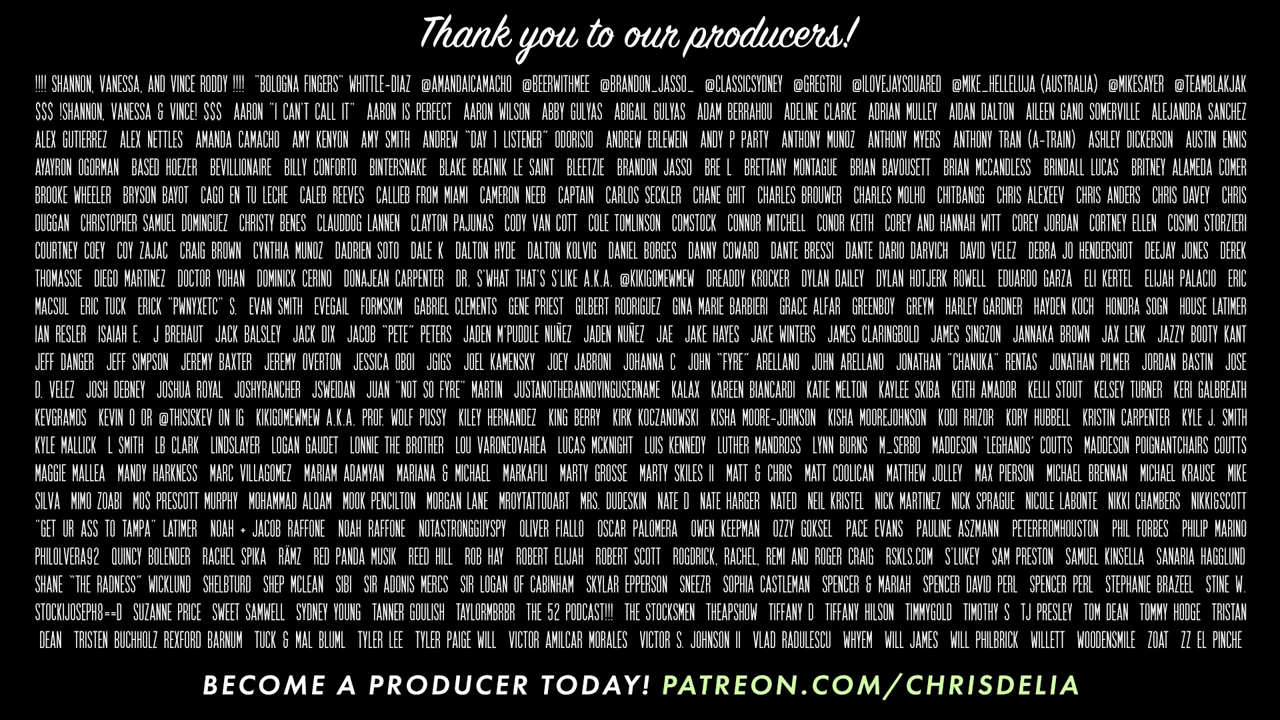 Thank you to our producers!
!!!! SHANNON, VANESSA, AND VINCE RODDY !!!! "BOLOGNA FINGERS" WHITTLE-DIAZ @AMANDAICAMACHO @BEERWITHMEE @BRANDON_JASSO_ @CLASSICSYDNEY @GREGTRU @ILOVEJAYSQUARED @MIKE_HELLELUJA (AUSTRALIA) @MIKESAYER @TEAMBLAKJAK
$$$ !SHANNON, VANESSA & VINCE! $$$ AARON "I CAN'T CALL IT" AARON IS PERFECT AARON WILSON ABBY GULYAS ABIGAIL GULYAS ADAM BERRAHOU ADELINE CLARKE ADRIAN MULLEY AIDAN DALTON AILEEN GANO SOMERVILLE ALEJANDRA SANCHEZ
ALEX GUTIERREZ ALEX NETTLES AMANDA CAMACHO AMY KENYON AMY SMITH ANDREW "DAY 1 LISTENER" ODORISIO ANDREW ERLEWEIN ANDY P PARTY ANTHONY MUNOZ ANTHONY MYERS ANTHONY TRAN (A-TRAIN) ASHLEY DICKERSON AUSTIN ENNIS
AYAYRON OGORMAN BASED HOEZER BEVILLIONAIRE BILLY CONFORTO BINTERSNAKE BLAKE BEATNIK LE SAINT BLEETZIE BRANDON JASSO BRE L BRETTANY MONTAGUE BRIAN BAVOUSETT BRIAN MCCANDLESS BRINDALL LUCAS BRITNEY ALAMEDA COMER
BROOKE WHEELER BRYSON BAYOT CAGO EN TU LECHE CALEB REEVES CALLIEB FROM MIAMI CAMERON NEEB CAPTAIN CARLOS SECKLER CHANE GHIT CHARLES BROUWER CHARLES MOLHO CHITBANGG CHRIS ALEXEEV CHRIS ANDERS CHRIS DAVEY CHRIS
DUGGAN CHRISTOPHER SAMUEL DOMINGUEZ CHRISTY BENES CLAUDDOG LANNEN CLAYTON PAJUNAS CODY VAN COTT COLE TOMLINSON COMSTOCK CONNOR MITCHELL CONOR KEITH COREY AND HANNAH WITT COREY JORDAN CORTNEY ELLEN COSIMO STORZIERI
COURTNEY COEY COY ZAJAC CRAIG BROWN CYNTHIA MUNOZ DADRIEN SOTO DALE K DALTON HYDE DALTON KOLVIG DANIEL BORGES DANNY COWARD DANTE BRESSI DANTE DARIO DARVICH DAVID VELEZ DEBRA JO HENDERSHOT DEEJAY JONES DEREK
THOMASSIE DIEGO MARTINEZ DOCTOR YOHAN DOMINICK CERINO DONAJEAN CARPENTER DR. S'WHAT THAT'S S'LIKE A.K.A. @KIKIGOMEWMEW DREADDY KROCKER DYLAN DAILEY DYLAN HOTJERK ROWELL EDUARDO GARZA ELI KERTEL ELIJAH PALACIO ERIC
MACSUL ERIC TUCK ERICK "PWNYXETC" S. EVAN SMITH EVEGAIL FORMSKIM GABRIEL CLEMENTS GENE PRIEST GILBERT RODRIGUEZ GINA MARIE BARBIERI GRACE ALFAR GREENBOY GREYM HARLEY GARDNER HAYDEN KOCH HONDRA SOGN HOUSE LATIMER
IAN RESLER ISAIAH E. J BREHAUT JACK BALSLEY JACK DIX JACOB "PETE" PETERS JADEN M'PUDDLE NUÑEZ JADEN NUÑEZ JAE JAKE HAYES JAKE WINTERS JAMES CLARINGBOLD JAMES SINGZON JANNAKA BROWN JAX LENK JAZZY BOOTY KANT
JEFF DANGER JEFF SIMPSON JEREMY BAXTER JEREMY OVERTON JESSICA OBOI JGIGS JOEL KAMENSKY JOEY JABRONI JOHANNA C JOHN "FYRE" ARELLANO JOHN ARELLANO JONATHAN "CHANUKA" RENTAS JONATHAN PILMER JORDAN BASTIN JOSE
D. VELEZ JOSH DEBNEY JOSHUA ROYAL JOSHYRANCHER JSWEIDAN JUAN "NOT SO FYRE" MARTIN JUSTANOTHERANNOYINGUSERNAME KALAX KAREEN BIANCARDI KATIE MELTON KAYLEE SKIBA KEITH AMADOR KELLI STOUT KELSEY TURNER KERI GALBREATH
KEVGRAMOS KEVIN O OR @THISISKEV ON IG KIKIGOMEWMEW A.K.A. PROF. WOLF PUSSY KILEY HERNANDEZ KING BERRY KIRK KOCZANOWSKI KISHA MOORE-JOHNSON KISHA MOOREJOHNSON KODI RHIZOR KORY HUBBELL KRISTIN CARPENTER KYLE J. SMITH
KYLE MALLICK L SMITH LB CLARK LINDSLAYER LOGAN GAUDET LONNIE THE BROTHER LOU VARONEOVAHEA LUCAS MCKNIGHT LUIS KENNEDY LUTHER MANDROSS LYNN BURNS M_SERBO MADDESON 'LEGHANDS' COUTTS MADDESON POIGNANTCHAIRS COUTTS
MAGGIE MALLEA MANDY HARKNESS MARC VILLAGOMEZ MARIAM ADAMYAN MARIANA & MICHAEL MARKAFILI MARTY GROSSE MARTY SKILES II MATT & CHRIS MATT COOLICAN MATTHEW JOLLEY MAX PIERSON MICHAEL BRENNAN MICHAEL KRAUSE MIKE
SILVA MIMO ZOABI MO$ PRESCOTT MURPHY MOHAMMAD ALQAM MOOK PENCILTON MORGAN LANE MROYTATTOOART MRS. DUDESKIN NATE D NATE HARGER NATED NEIL KRISTEL NICK MARTINEZ NICK SPRAGUE NICOLE LABONTE NIKKI CHAMBERS NIKKI&SCOTT
"GET UR ASS TO TAMPA" LATIMER NOAH + JACOB RAFFONE NOAH RAFFONE NOTASTRONGGUYSPY OLIVER FIALLO OSCAR PALOMERA OWEN KEEPMAN OZZY GOKSEL PACE EVANS PAULINE ASZMANN PETERFROMHOUSTON PHIL FORBES PHILIP MARINO
PHILOLVERA92 QUINCY BOLENDER RACHEL SPIKA RÄMZ RED PANDA MUSIK REED HILL ROB HAY ROBERT ELIJAH ROBERT SCOTT RODRICK, RACHEL, REMI AND ROGER CRAIG RSKLS.COM S'LUKEY SAM PRESTON SAMUEL KINSELLA SANARIA HAGGLUND
SHANE "THE RADNESS" WICKLUND SHELBTURD SHEP MCLEAN SIBI SIR ADONIS MERCS SIR LOGAN OF CABINHAM SKYLAR EPPERSON SNEEZR SOPHIA CASTLEMAN SPENCER & MARIAH SPENCER DAVID PERL SPENCER PERL STEPHANIE BRAZEEL STINE W.
STOCKIJOSEPH8==D SUZANNE PRICE SWEET SAMWELL SYDNEY YOUNG TANNER GOULISH TAYLORMBRBR THE 52 PODCAST!!! THE STOCKSMEN THEAPSHOW TIFFANY D TIFFANY HILSON TIMMYGOLD TIMOTHY S TJ PRESLEY TOM DEAN TOMMY HODGE TRISTAN
DEAN TRISTEN BUCHHOLZ REXFORD BARNUM TUCK & MAL BLUML TYLER LEE TYLER PAIGE WILL VICTOR AMILCAR MORALES VICTOR S. JOHNSON II VLAD RADULESCU WHYEM WILL JAMES WILL PHILBRICK WILLETT WOODENSMILE ZOAT ZZ EL PINCHE
BECOME A PRODUCER TODAY! PATREON.COM/CHRISDELIA